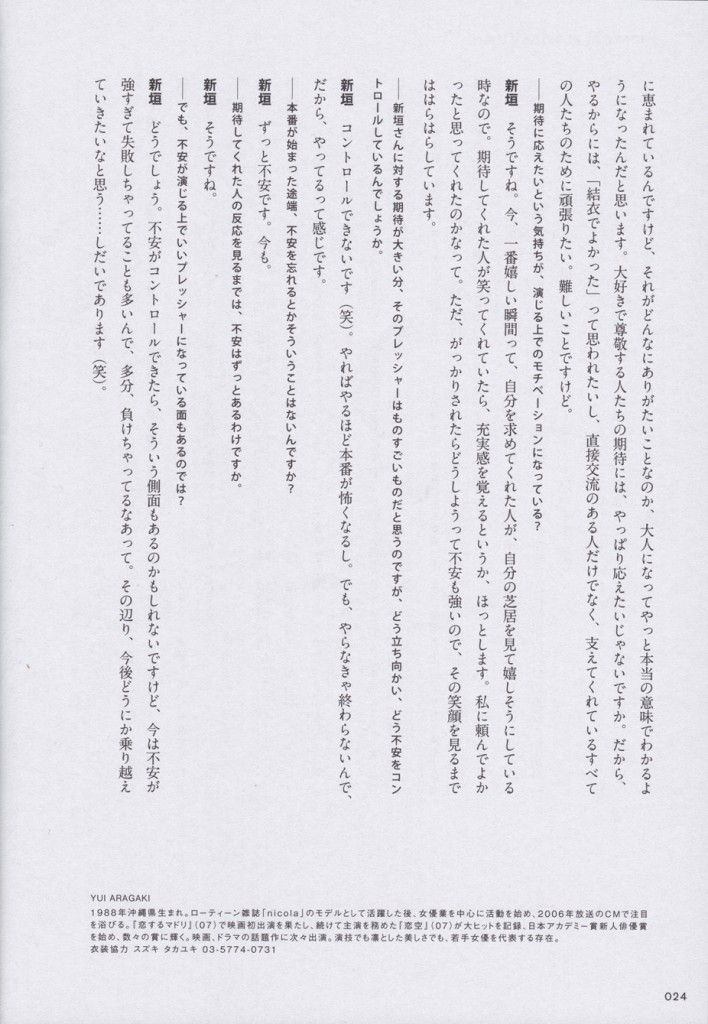 に恵まれているんですけど、それがどんなにありがたいことなのか、大人になってやっと本当の意味でわかるよ
うになったんだと思います。大好きで尊敬する人たちの期待には、やっぱり応えたいじゃないですか。だから、
やるからには、「結衣でよかった」って思われたいし、直接交流のある人だけでなく、支えてくれているすべて
の人たちのために頑張りたい。難しいことですけど。
――期待に応えたいという気持ちが、演じる上でのモチベーションになっている？
新垣　そうですね。今、一番嬉しい瞬間って、自分を求めてくれた人が、自分の芝居を見て嬉しそうにしている
時なので。期待してくれた人が笑ってくれていたら、充実感を覚えるというか、ほっとします。私に頼んでよか
ったと思ってくれたのかなって。ただ、がっかりされたらどうしようって不安も強いので、その笑顔を見るまで
ははらはらしています。
――新垣さんに対する期待が大きい分、そのプレッシャーはものすごいものだと思うのですが、どう立ち向かい、どう不安をコン
トロールしているんでしょうか。
新垣　コントロールできないです（笑）。やればやるほど本番が怖くなるし。でも、やらなきゃ終わらないんで、
だから、やってるって感じです。
――本番が始まった途端、不安を忘れるとかそういうことはないんですか？
新垣　ずっと不安です。今も。
――期待してくれた人の反応を見るまでは、不安はずっとあるわけですか。
新垣　そうですね。
――でも、不安が演じる上でいいプレッシャーになっている面もあるのでは？
新垣　どうでしょう。不安がコントロールできたら、そういう側面もあるのかもしれないですけど、今は不安が
強すぎて失敗しちゃってることも多いんで、多分、負けちゃってるなあって。その辺り、今後どうにか乗り越え
ていきたいなと思う……しだいであります（笑）。
YUI ARAGAKI
1988年沖縄県生まれ。ローティーン雑誌「nicola」のモデルとして活躍した後、女優業を中心に活動を始め、2006年放送のCMで注目
を浴びる。『恋するマドリ』（07）で映画初出演を果たし、続けて主演を務めた『恋空』（07）が大ヒットを記録、日本アカデミー賞新人俳優賞
を始め、数々の賞に輝く。映画、ドラマの話題作に次々出演。演技でも凛とした美しさでも、若手女優を代表する存在。
衣装協力 スズキ タカユキ 03-5774-0731
024